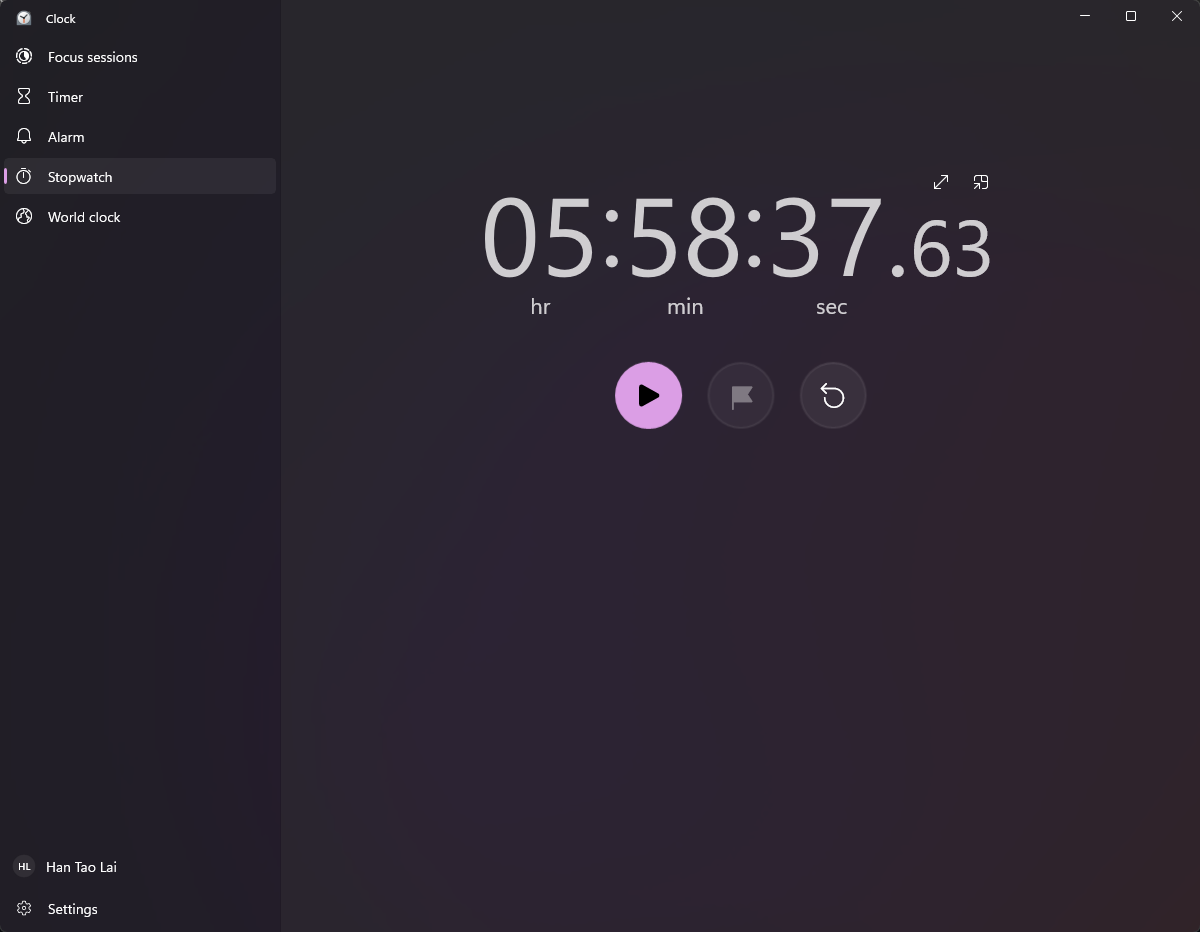 Clock
Focus sessions
Timer
Alarm
Stopwatch
World clock
05:58:37.63
hr min sec
HL Han Tao Lai
Settings